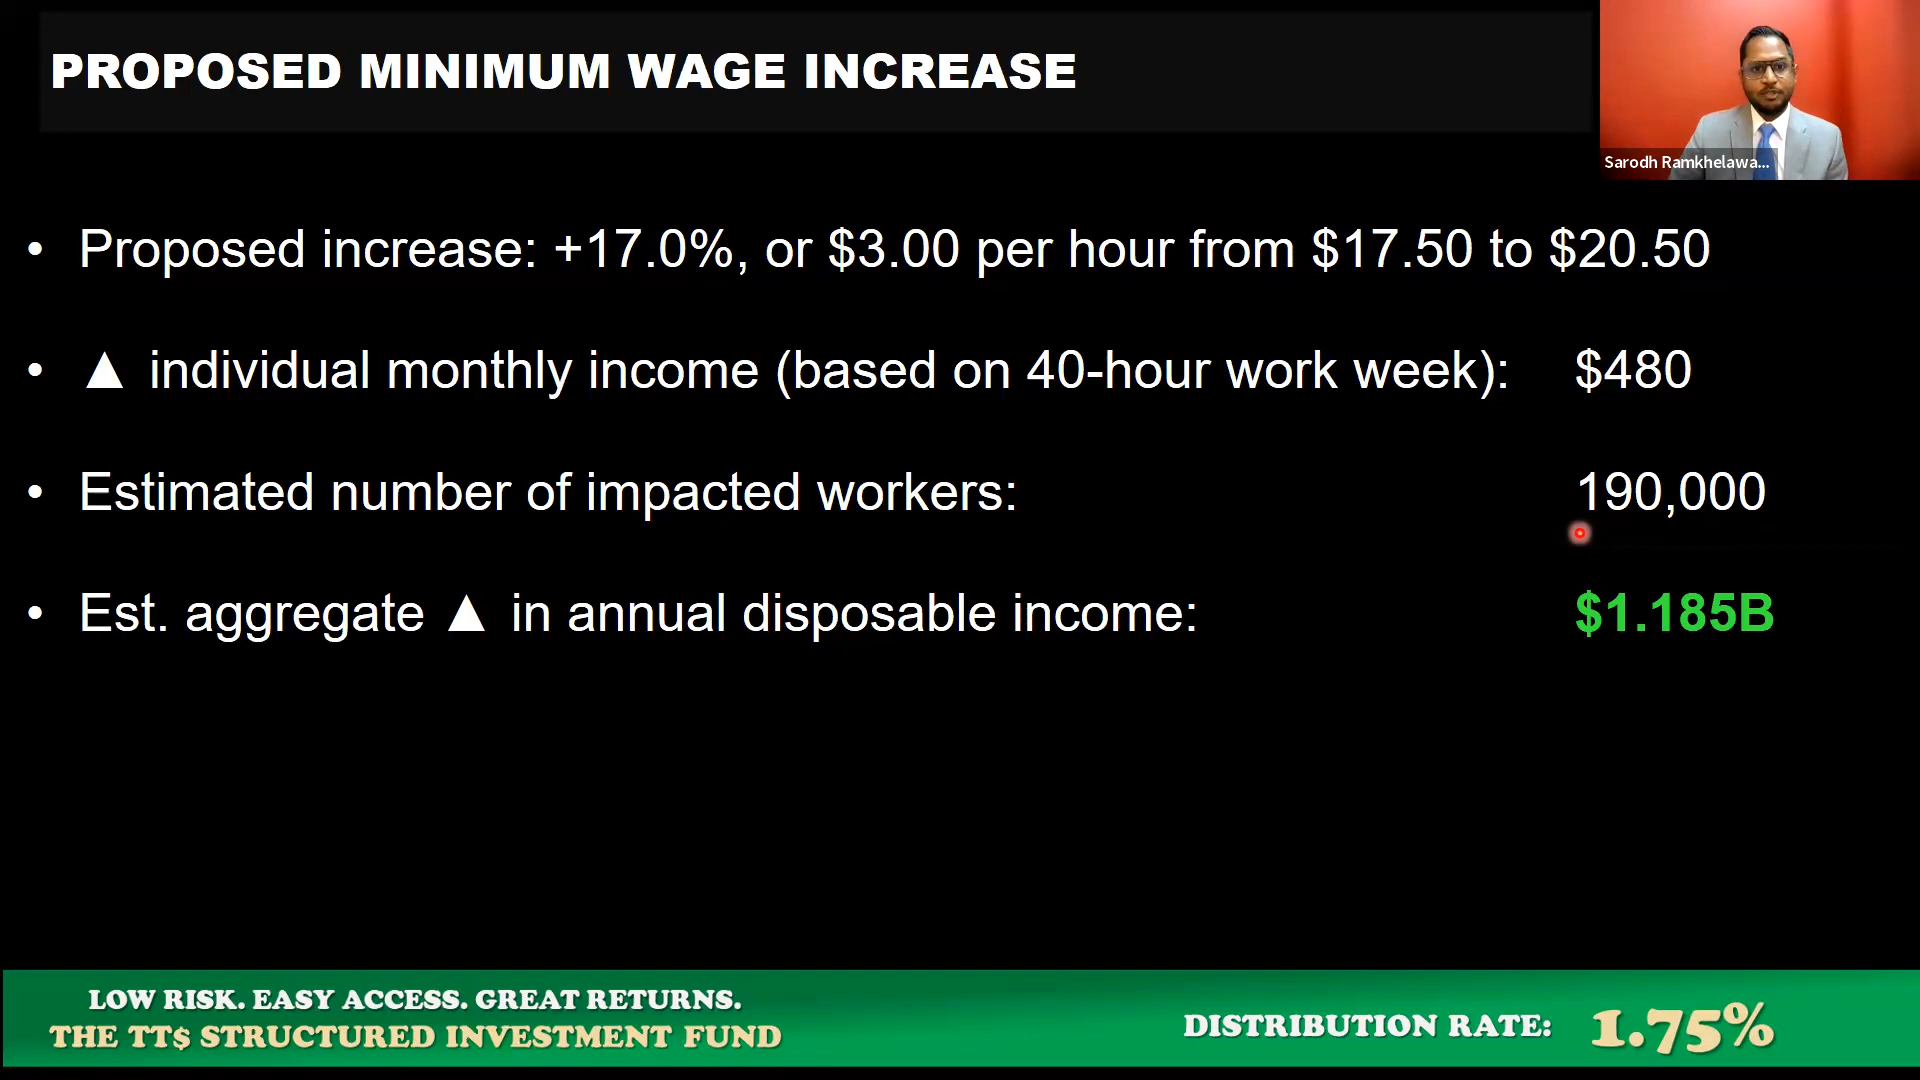 PROPOSED MINIMUM WAGE INCREASE
Sarodh Ramkhelawa...
• Proposed increase: +17.0%, or $3.00 per hour from $17.50 to $20.50
• ▲ individual monthly income (based on 40-hour work week): $480
• Estimated number of impacted workers: 190,000
• Est. aggregate ▲ in annual disposable income: $1.185B
LOW RISK. EASY ACCESS. GREAT RETURNS.
THE TT$ STRUCTURED INVESTMENT FUND
DISTRIBUTION RATE: 1.75%